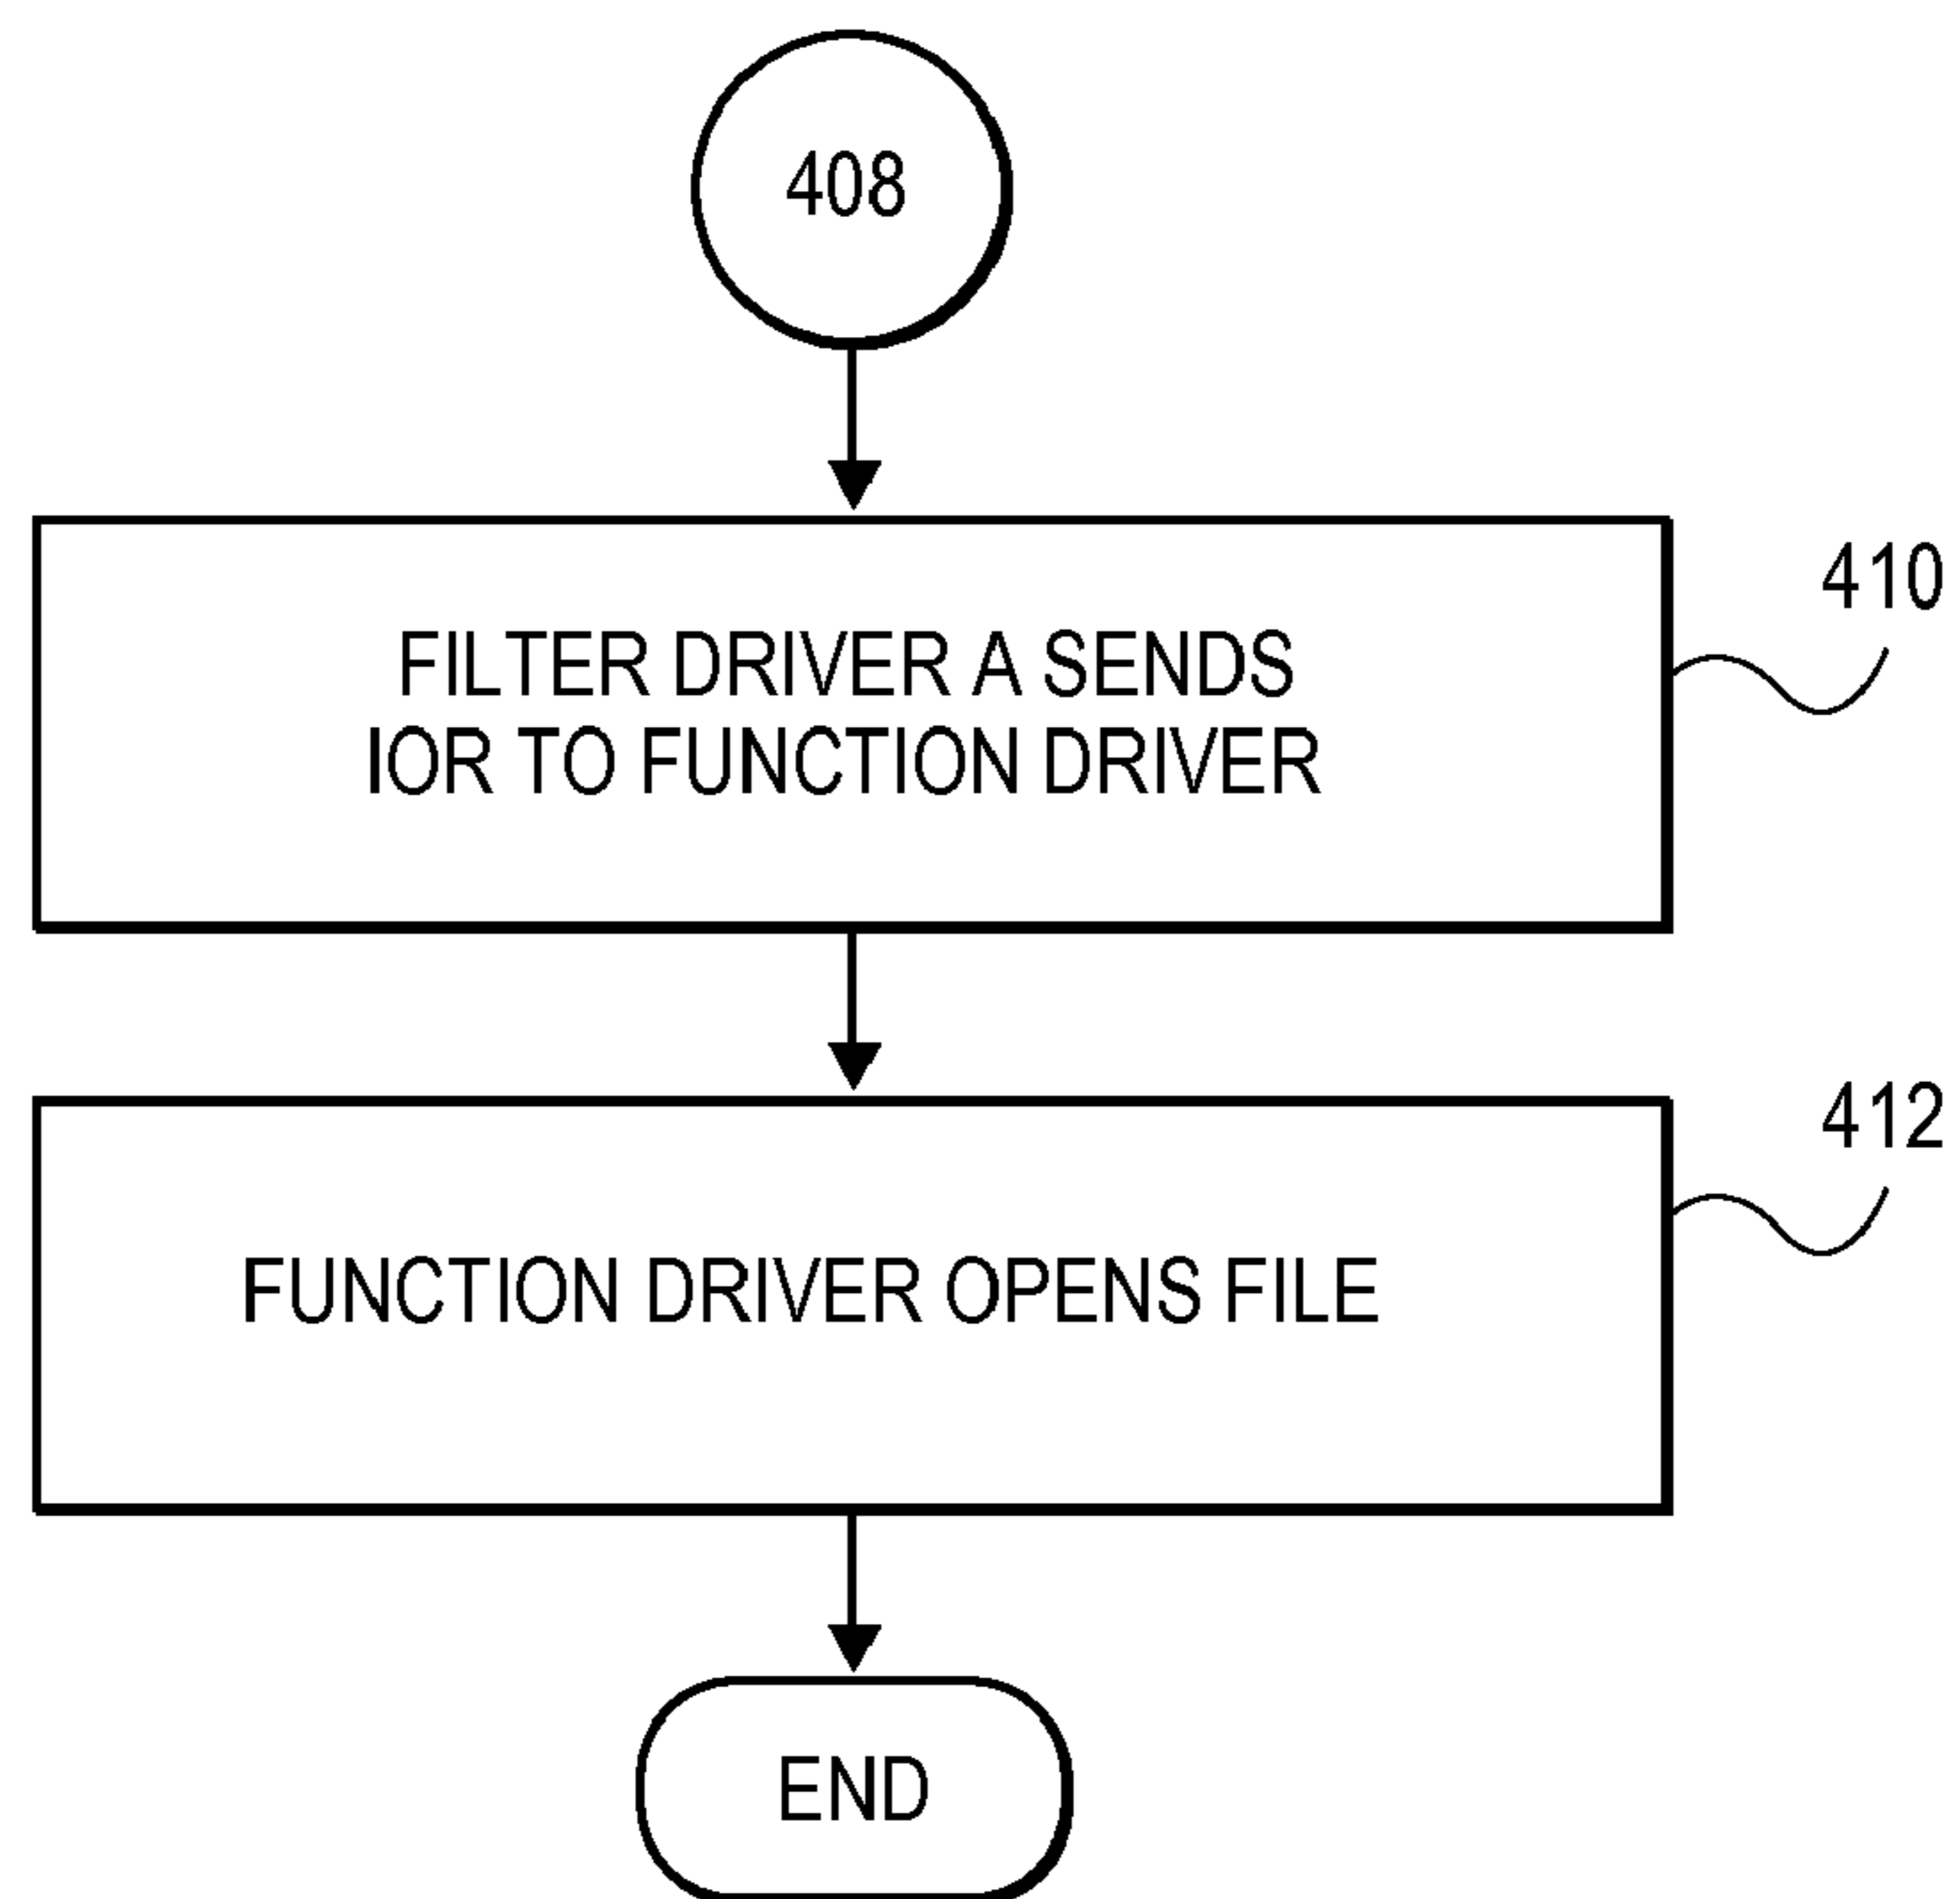 408
410
FILTER DRIVER A SENDS
IOR TO FUNCTION DRIVER
412
FUNCTION DRIVER OPENS FILE
END